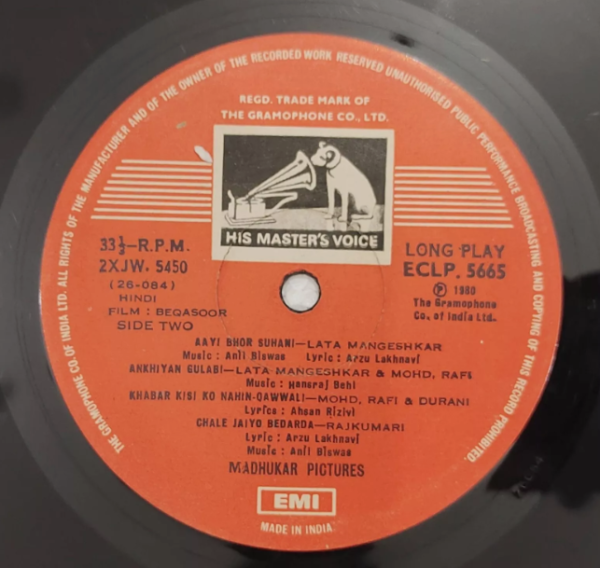 THE GRAMOPHONE CO. OF INDIA LTD. ALL RIGHTS OF THE MANUFACTURER AND OF THE OWNER OF THE RECORDED WORK RESERVED UNAUTHORISED PUBLIC PERFORMANCE BROADCASTING AND COPYING OF THIS RECORD PROHIBITED.
REGD. TRADE MARK OF
THE GRAMOPHONE CO., LTD.
HIS MASTER'S VOICE
33⅓-R.P.M.
2XJW. 5450
(26-084)
HINDI
FILM : BEQASOOR
SIDE TWO
LONG PLAY
ECLP. 5665
℗ 1980
The Gramophone
Co. of India Ltd.
AAYI BHOR SUHANI-LATA MANGESHKAR
Music : Anil Biswas Lyric : Arzu Lakhnavi
ANKHIYAN GULABI-LATA MANGESHKAR & MOHD, RAFI
Music : Hansraj Behl
KHABAR KISI KO NAHIN-QAWWALI-MOHD, RAFI & DURANI
Lyrics : Ahsan Rizivi
CHALE JAIYO BEDARDA-RAJKUMARI
Lyric : Arzu Lakhnavi
Music : Anil Biswas
MADHUKAR PICTURES
EMI
MADE IN INDIA